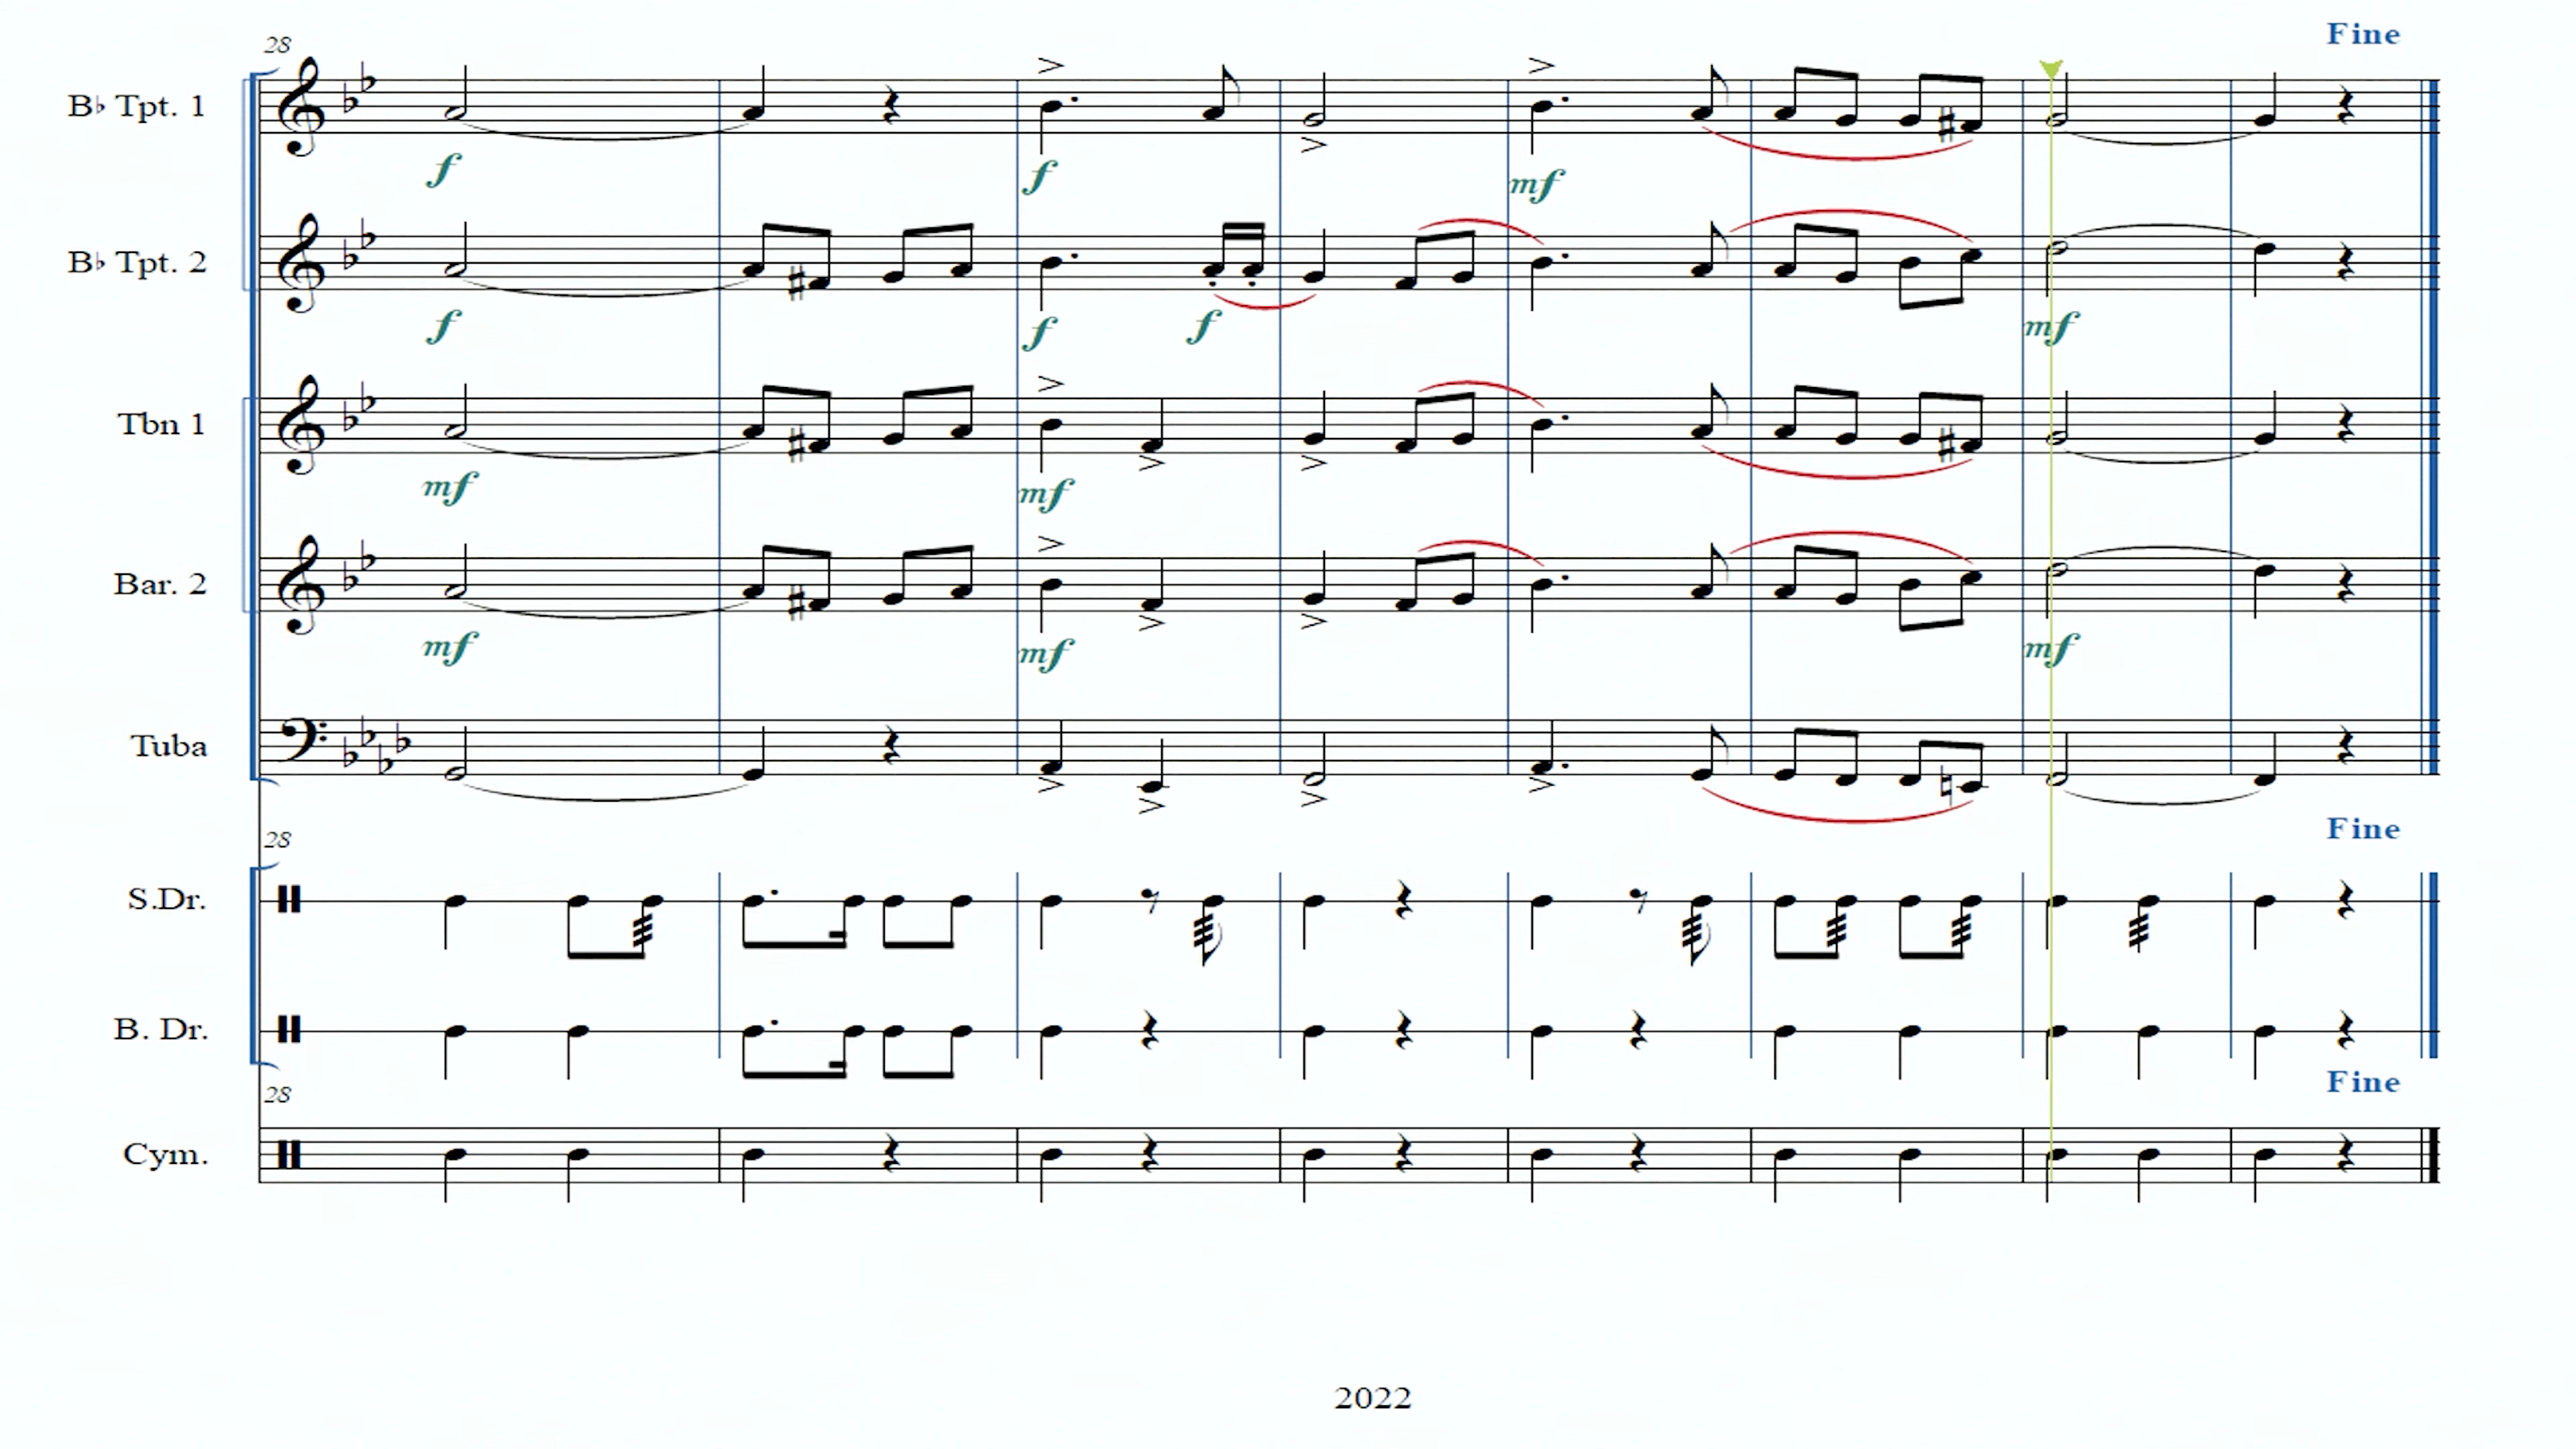 28
Fine
B♭ Tpt. 1
f
f
mf
B♭ Tpt. 2
f
f
f
mf
Tbn 1
mf
mf
Bar. 2
mf
mf
mf
Tuba
28
Fine
S.Dr.
B. Dr.
28
Fine
Cym.
2022